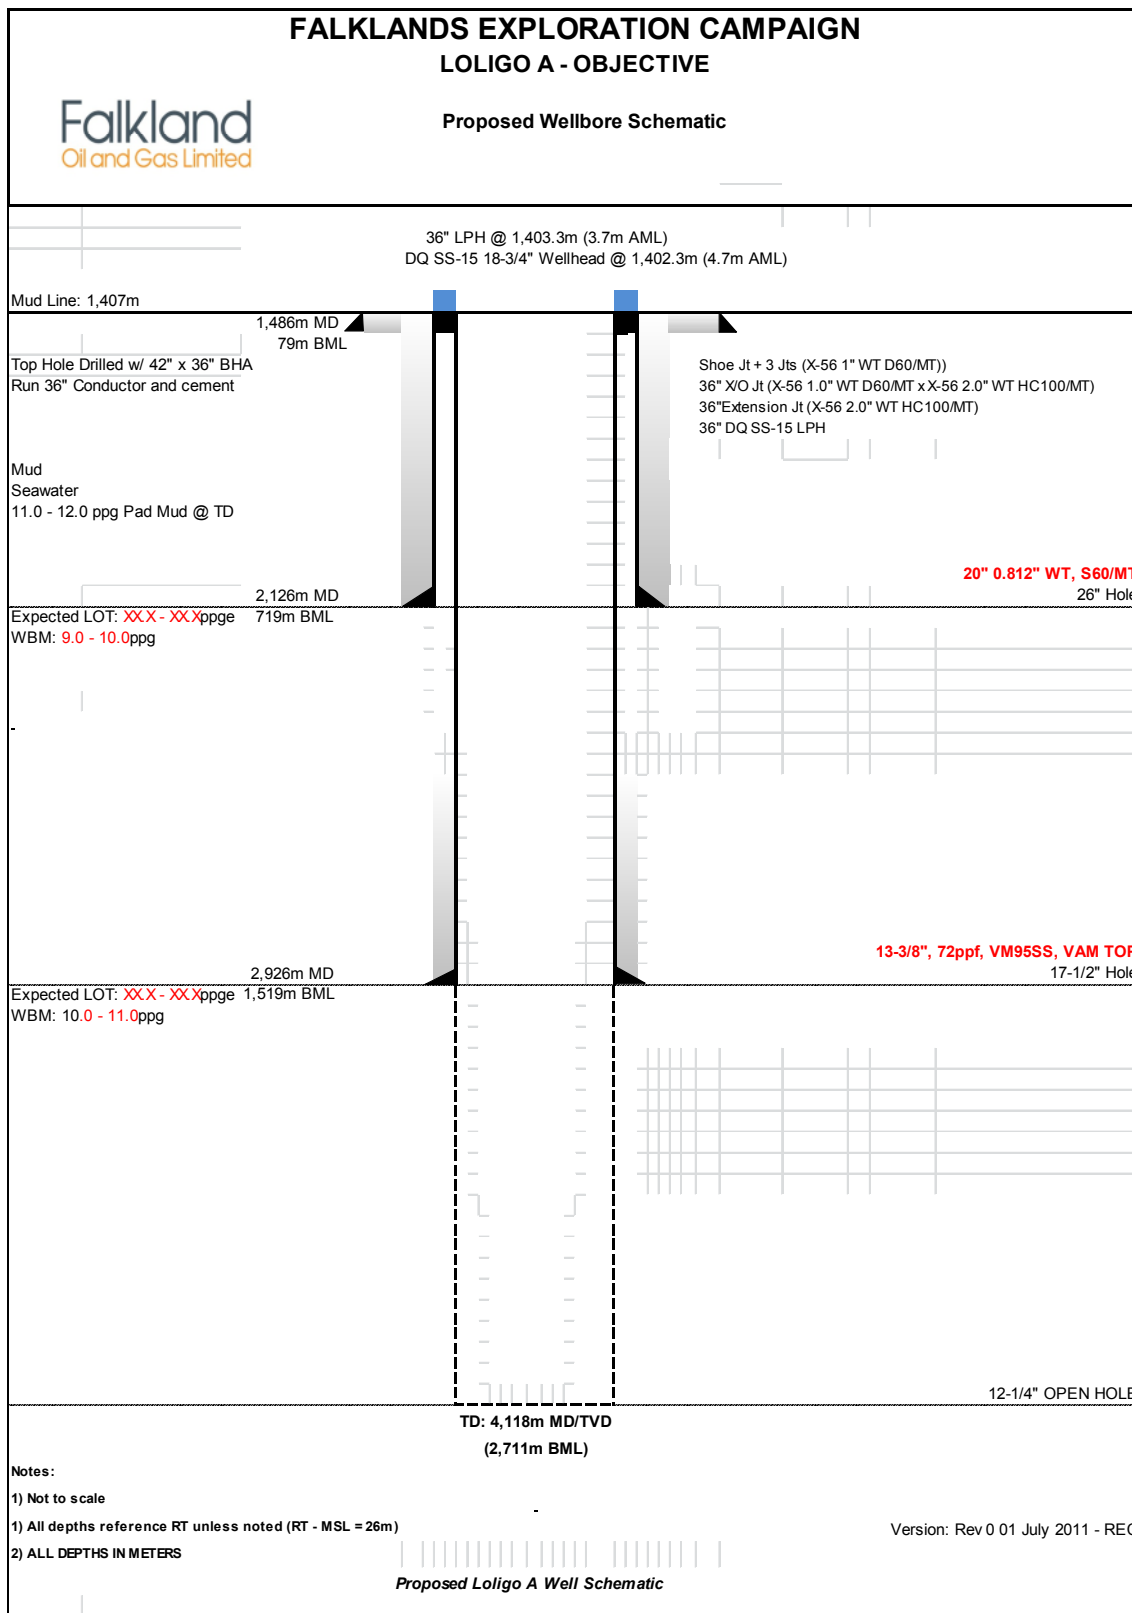 FALKLANDS EXPLORATION CAMPAIGN
LOLIGO A - OBJECTIVE
Falkland
Oil and Gas Limited
Proposed Wellbore Schematic
36" LPH @ 1,403.3m (3.7m AML)
DQ SS-15 18-3/4" Wellhead @ 1,402.3m (4.7m AML)
Mud Line: 1,407m
1,486m MD
79m BML
Top Hole Drilled w/ 42" x 36" BHA
Run 36" Conductor and cement
Shoe Jt + 3 Jts (X-56 1" WT D60/MT))
36" X/O Jt (X-56 1.0" WT D60/MT x X-56 2.0" WT HC100/MT)
36"Extension Jt (X-56 2.0" WT HC100/MT)
36" DQ SS-15 LPH
Mud
Seawater
11.0 - 12.0 ppg Pad Mud @ TD
20" 0.812" WT, S60/MT
2,126m MD
26" Hole
Expected LOT: XX.X - XX.Xppge
719m BML
WBM: 9.0 - 10.0ppg
-
13-3/8", 72ppf, VM95SS, VAM TOP
2,926m MD
17-1/2" Hole
Expected LOT: XX.X - XX.Xppge
1,519m BML
WBM: 10.0 - 11.0ppg
12-1/4" OPEN HOLE
TD: 4,118m MD/TVD
(2,711m BML)
Notes:
1) Not to scale
-
1) All depths reference RT unless noted (RT - MSL = 26m)
Version: Rev 0 01 July 2011 - REG
2) ALL DEPTHS IN METERS
Proposed Loligo A Well Schematic